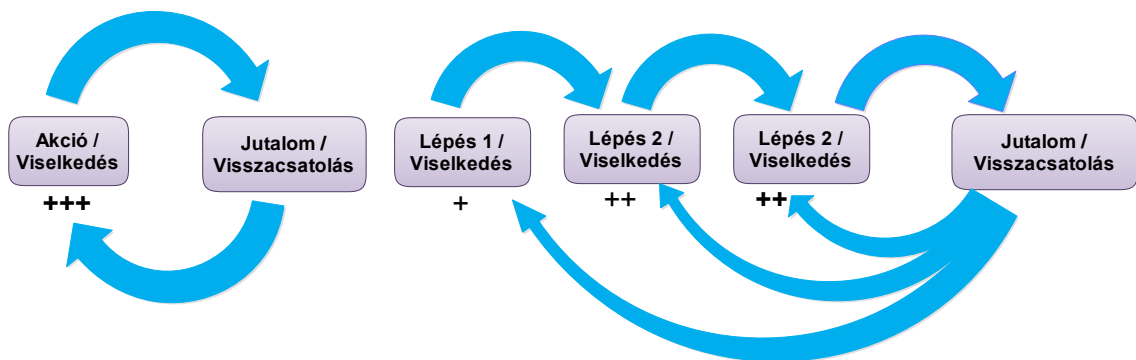 Akció /
Viselkedés
+++
Jutalom /
Visszacsatolás
Lépés 1 /
Viselkedés
+
Lépés 2 /
Viselkedés
++
Lépés 2 /
Viselkedés
++
Jutalom /
Visszacsatolás